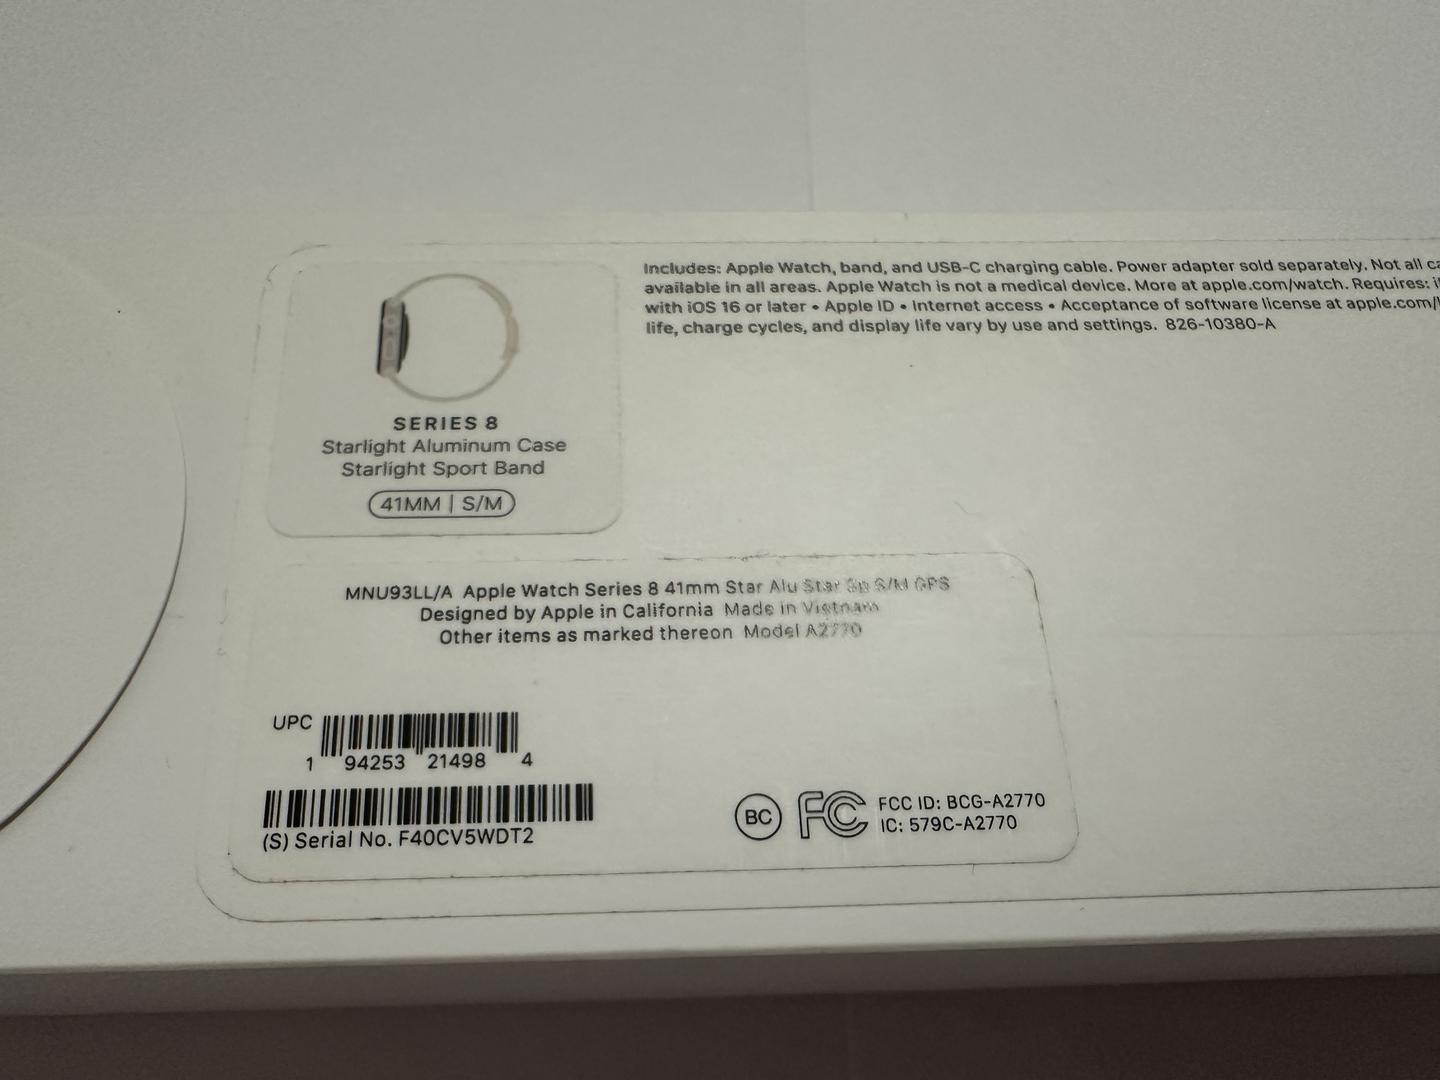 Includes: Apple Watch, band, and USB-C charging cable. Power adapter sold separately. Not all
available in all areas. Apple Watch is not a medical device. More at apple.com/watch. Requires:
with iOS 16 or later • Apple ID • Internet access • Acceptance of software license at apple.com/
life, charge cycles, and display life vary by use and settings. 826-10380-A
SERIES 8
Starlight Aluminum Case
Starlight Sport Band
41MM | S/M
MNU93LL/A Apple Watch Series 8 41mm Star Alu Star Sp S/M GPS
Designed by Apple in California Made in Vietnam
Other items as marked thereon Model A2770
UPC
1 94253 21498 4
(S) Serial No. F40CV5WDT2
BC
FC
FCC ID: BCG-A2770
IC: 579C-A2770